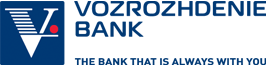 V.
VOZROZHDENIE
BANK
THE BANK THAT IS ALWAYS WITH YOU